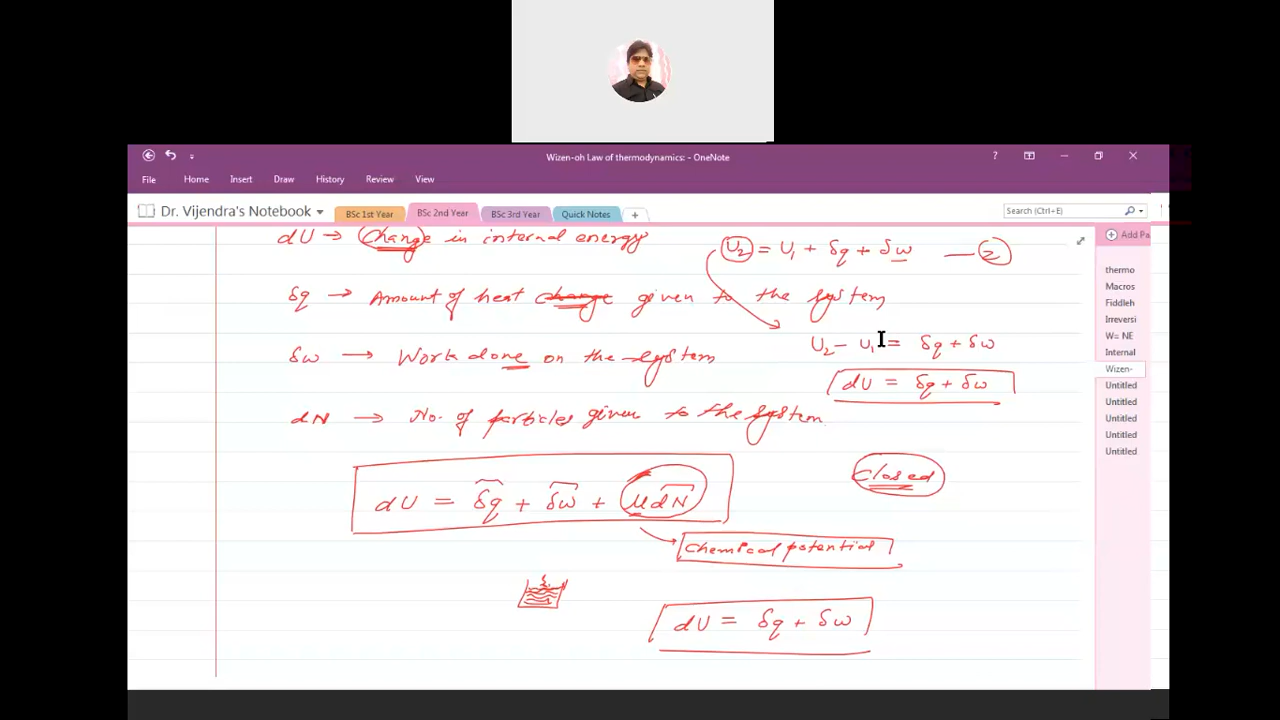 Wizen-oh Law of thermodynamics: - OneNote
?
File Home Insert Draw History Review View
Dr. Vijendra's Notebook
BSc 1st Year BSc 2nd Year BSc 3rd Year Quick Notes +
Search (Ctrl+E)
Add Pa
thermo
Macros
Fiddleh
Irreversi
W= NE
Internal
Wizen-
Untitled
Untitled
Untitled
Untitled
Untitled
dU → Change in internal energy
U₂ = U₁ + δq + δw — 2
δq → Amount of heat change given to the system
U₂ - U₁ = δq + δw
δw → Work done on the system
dU = δq + δw
dN → No. of particles given to the system
Closed
dU = δq + δw + μdN
Chemical potential
dU = δq + δw